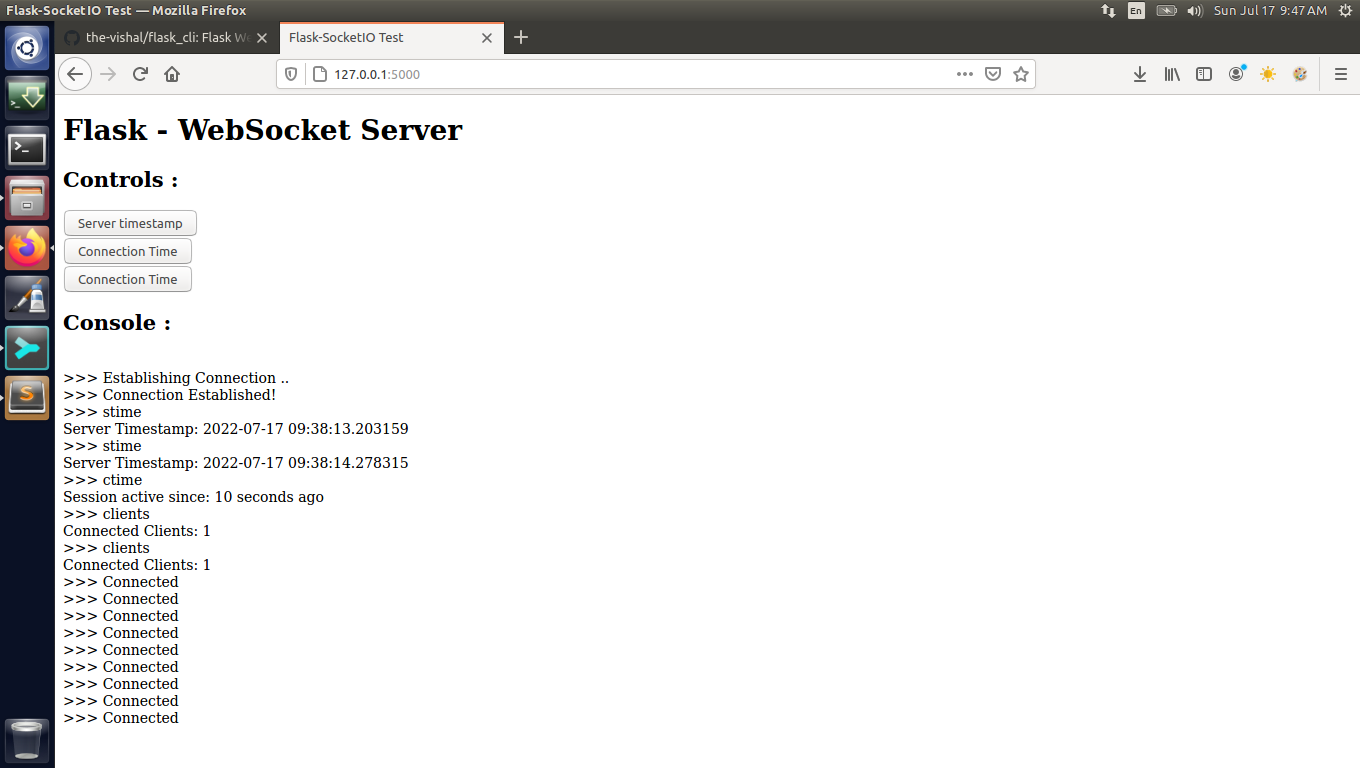 Flask-SocketIO Test — Mozilla Firefox
En
Sun Jul 17 9:47 AM
the-vishal/flask_cli: Flask We
Flask-SocketIO Test
127.0.0.1:5000
Flask - WebSocket Server
Controls :
Server timestamp
Connection Time
Connection Time
Console :
>>> Establishing Connection ..
>>> Connection Established!
>>> stime
Server Timestamp: 2022-07-17 09:38:13.203159
>>> stime
Server Timestamp: 2022-07-17 09:38:14.278315
>>> ctime
Session active since: 10 seconds ago
>>> clients
Connected Clients: 1
>>> clients
Connected Clients: 1
>>> Connected
>>> Connected
>>> Connected
>>> Connected
>>> Connected
>>> Connected
>>> Connected
>>> Connected
>>> Connected